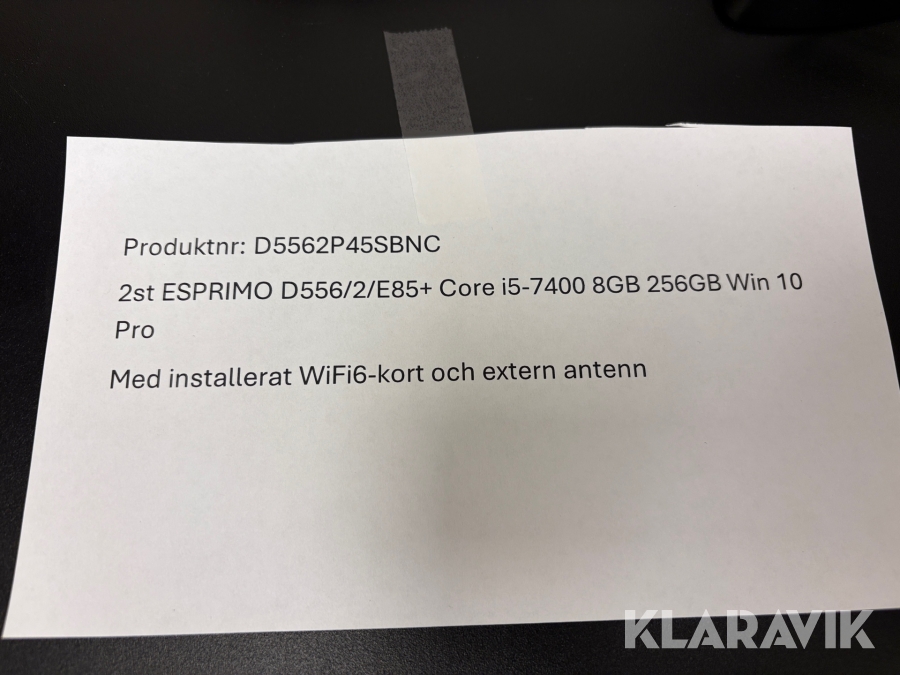 Produktnr: D5562P45SBNC
2st ESPRIMO D556/2/E85+ Core i5-7400 8GB 256GB Win 10
Pro
Med installerat WiFi6-kort och extern antenn
KLARAVIK